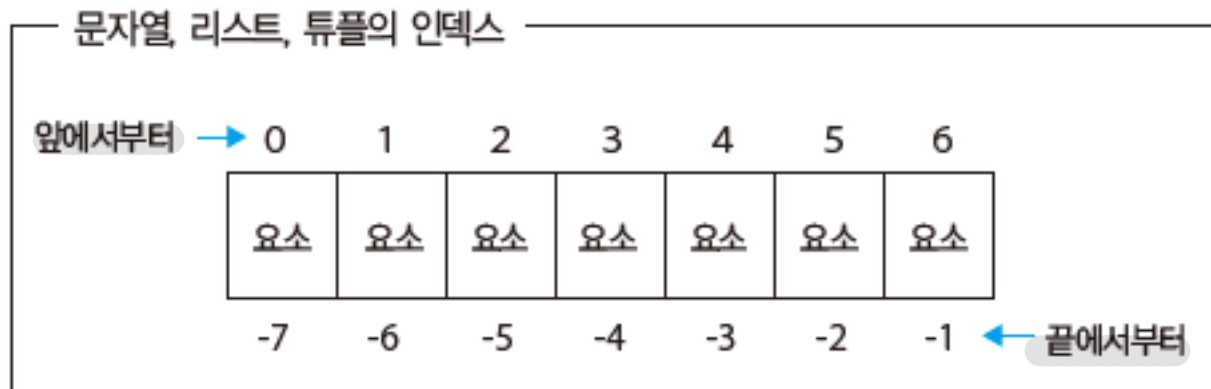 문자열, 리스트, 튜플의 인덱스
앞에서부터 0 1 2 3 4 5 6
요소 요소 요소 요소 요소 요소 요소
-7 -6 -5 -4 -3 -2 -1 끝에서부터